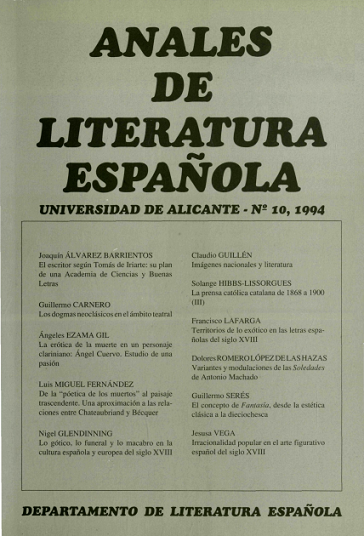 ANALES
DE
LITERATURA
ESPAÑOLA
UNIVERSIDAD DE ALICANTE - Nº 10, 1994
Joaquín ÁLVAREZ BARRIENTOS
El escritor según Tomás de Iriarte: su plan
de una Academia de Ciencias y Buenas
Letras
Guillermo CARNERO
Los dogmas neoclásicos en el ámbito teatral
Ángeles EZAMA GIL
La erótica de la muerte en un personaje
clariniano: Ángel Cuervo. Estudio de una
pasión
Luis MIGUEL FERNÁNDEZ
De la "poética de los muertos" al paisaje
trascendente. Una aproximación a las rela-
ciones entre Chateaubriand y Bécquer
Nigel GLENDINNING
Lo gótico, lo funeral y lo macabro en la
cultura española y europea del siglo XVIII
Claudio GUILLÉN
Imágenes nacionales y literatura
Solange HIBBS-LISSORGUES
La prensa católica catalana de 1868 a 1900
(III)
Francisco LAFARGA
Territorios de lo exótico en las letras espa-
ñolas del siglo XVIII
Dolores ROMERO LÓPEZ DE LAS HAZAS
Variantes y modulaciones de las Soledades
de Antonio Machado
Guillermo SERÉS
El concepto de Fantasía, desde la estética
clásica a la dieciochesca
Jesusa VEGA
Irracionalidad popular en el arte figurativo
español del siglo XVIII
DEPARTAMENTO DE LITERATURA ESPAÑOLA